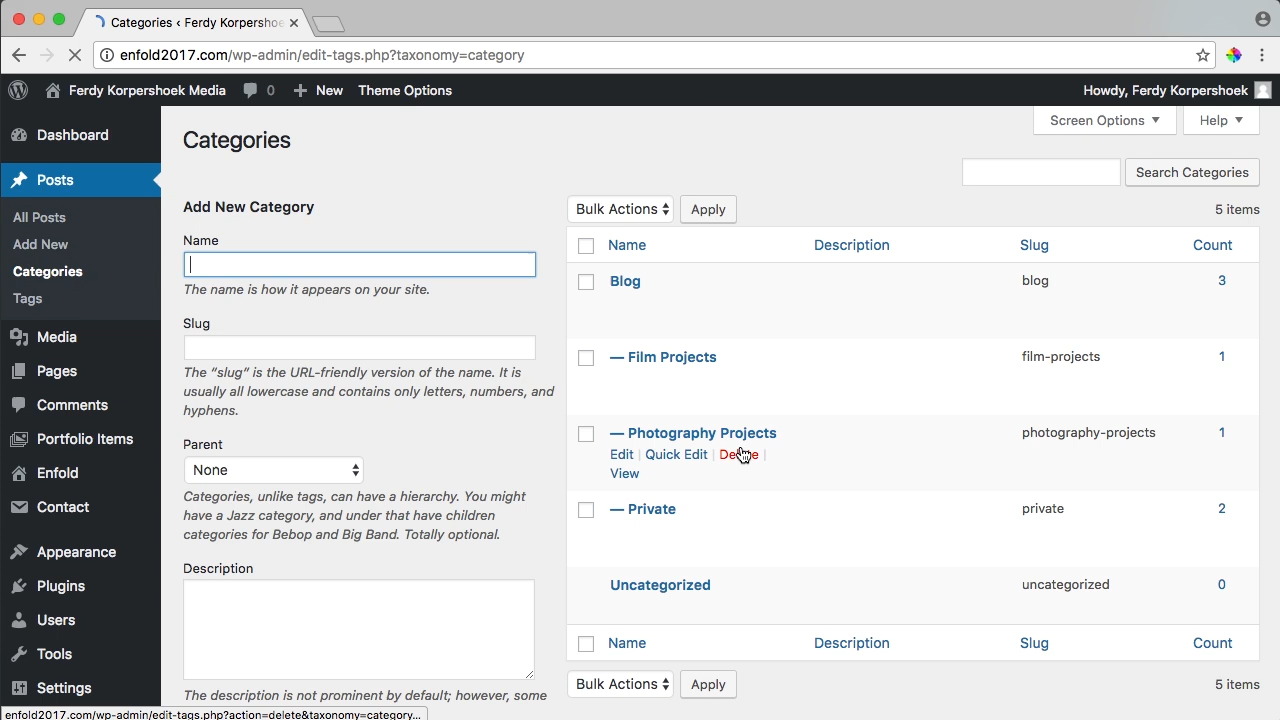 Categories ‹ Ferdy Korpershoe
enfold2017.com/wp-admin/edit-tags.php?taxonomy=category
Ferdy Korpershoek Media 0 New Theme Options Howdy, Ferdy Korpershoek
Screen Options Help
Categories
Search Categories
Dashboard
Posts
All Posts
Add New
Categories
Tags
Media
Pages
Comments
Portfolio Items
Enfold
Contact
Appearance
Plugins
Users
Tools
Settings
Add New Category
Name
The name is how it appears on your site.
Slug
The “slug” is the URL-friendly version of the name. It is
usually all lowercase and contains only letters, numbers, and
hyphens.
Parent
None
Categories, unlike tags, can have a hierarchy. You might
have a Jazz category, and under that have children
categories for Bebop and Big Band. Totally optional.
Description
The description is not prominent by default; however, some
Bulk Actions Apply 5 items
Name Description Slug Count
Blog blog 3
— Film Projects film-projects 1
— Photography Projects photography-projects 1
Edit | Quick Edit | Delete |
View
— Private private 2
Uncategorized uncategorized 0
Name Description Slug Count
Bulk Actions Apply 5 items
enfold2017.com/wp-admin/edit-tags.php?action=delete&taxonomy=category...